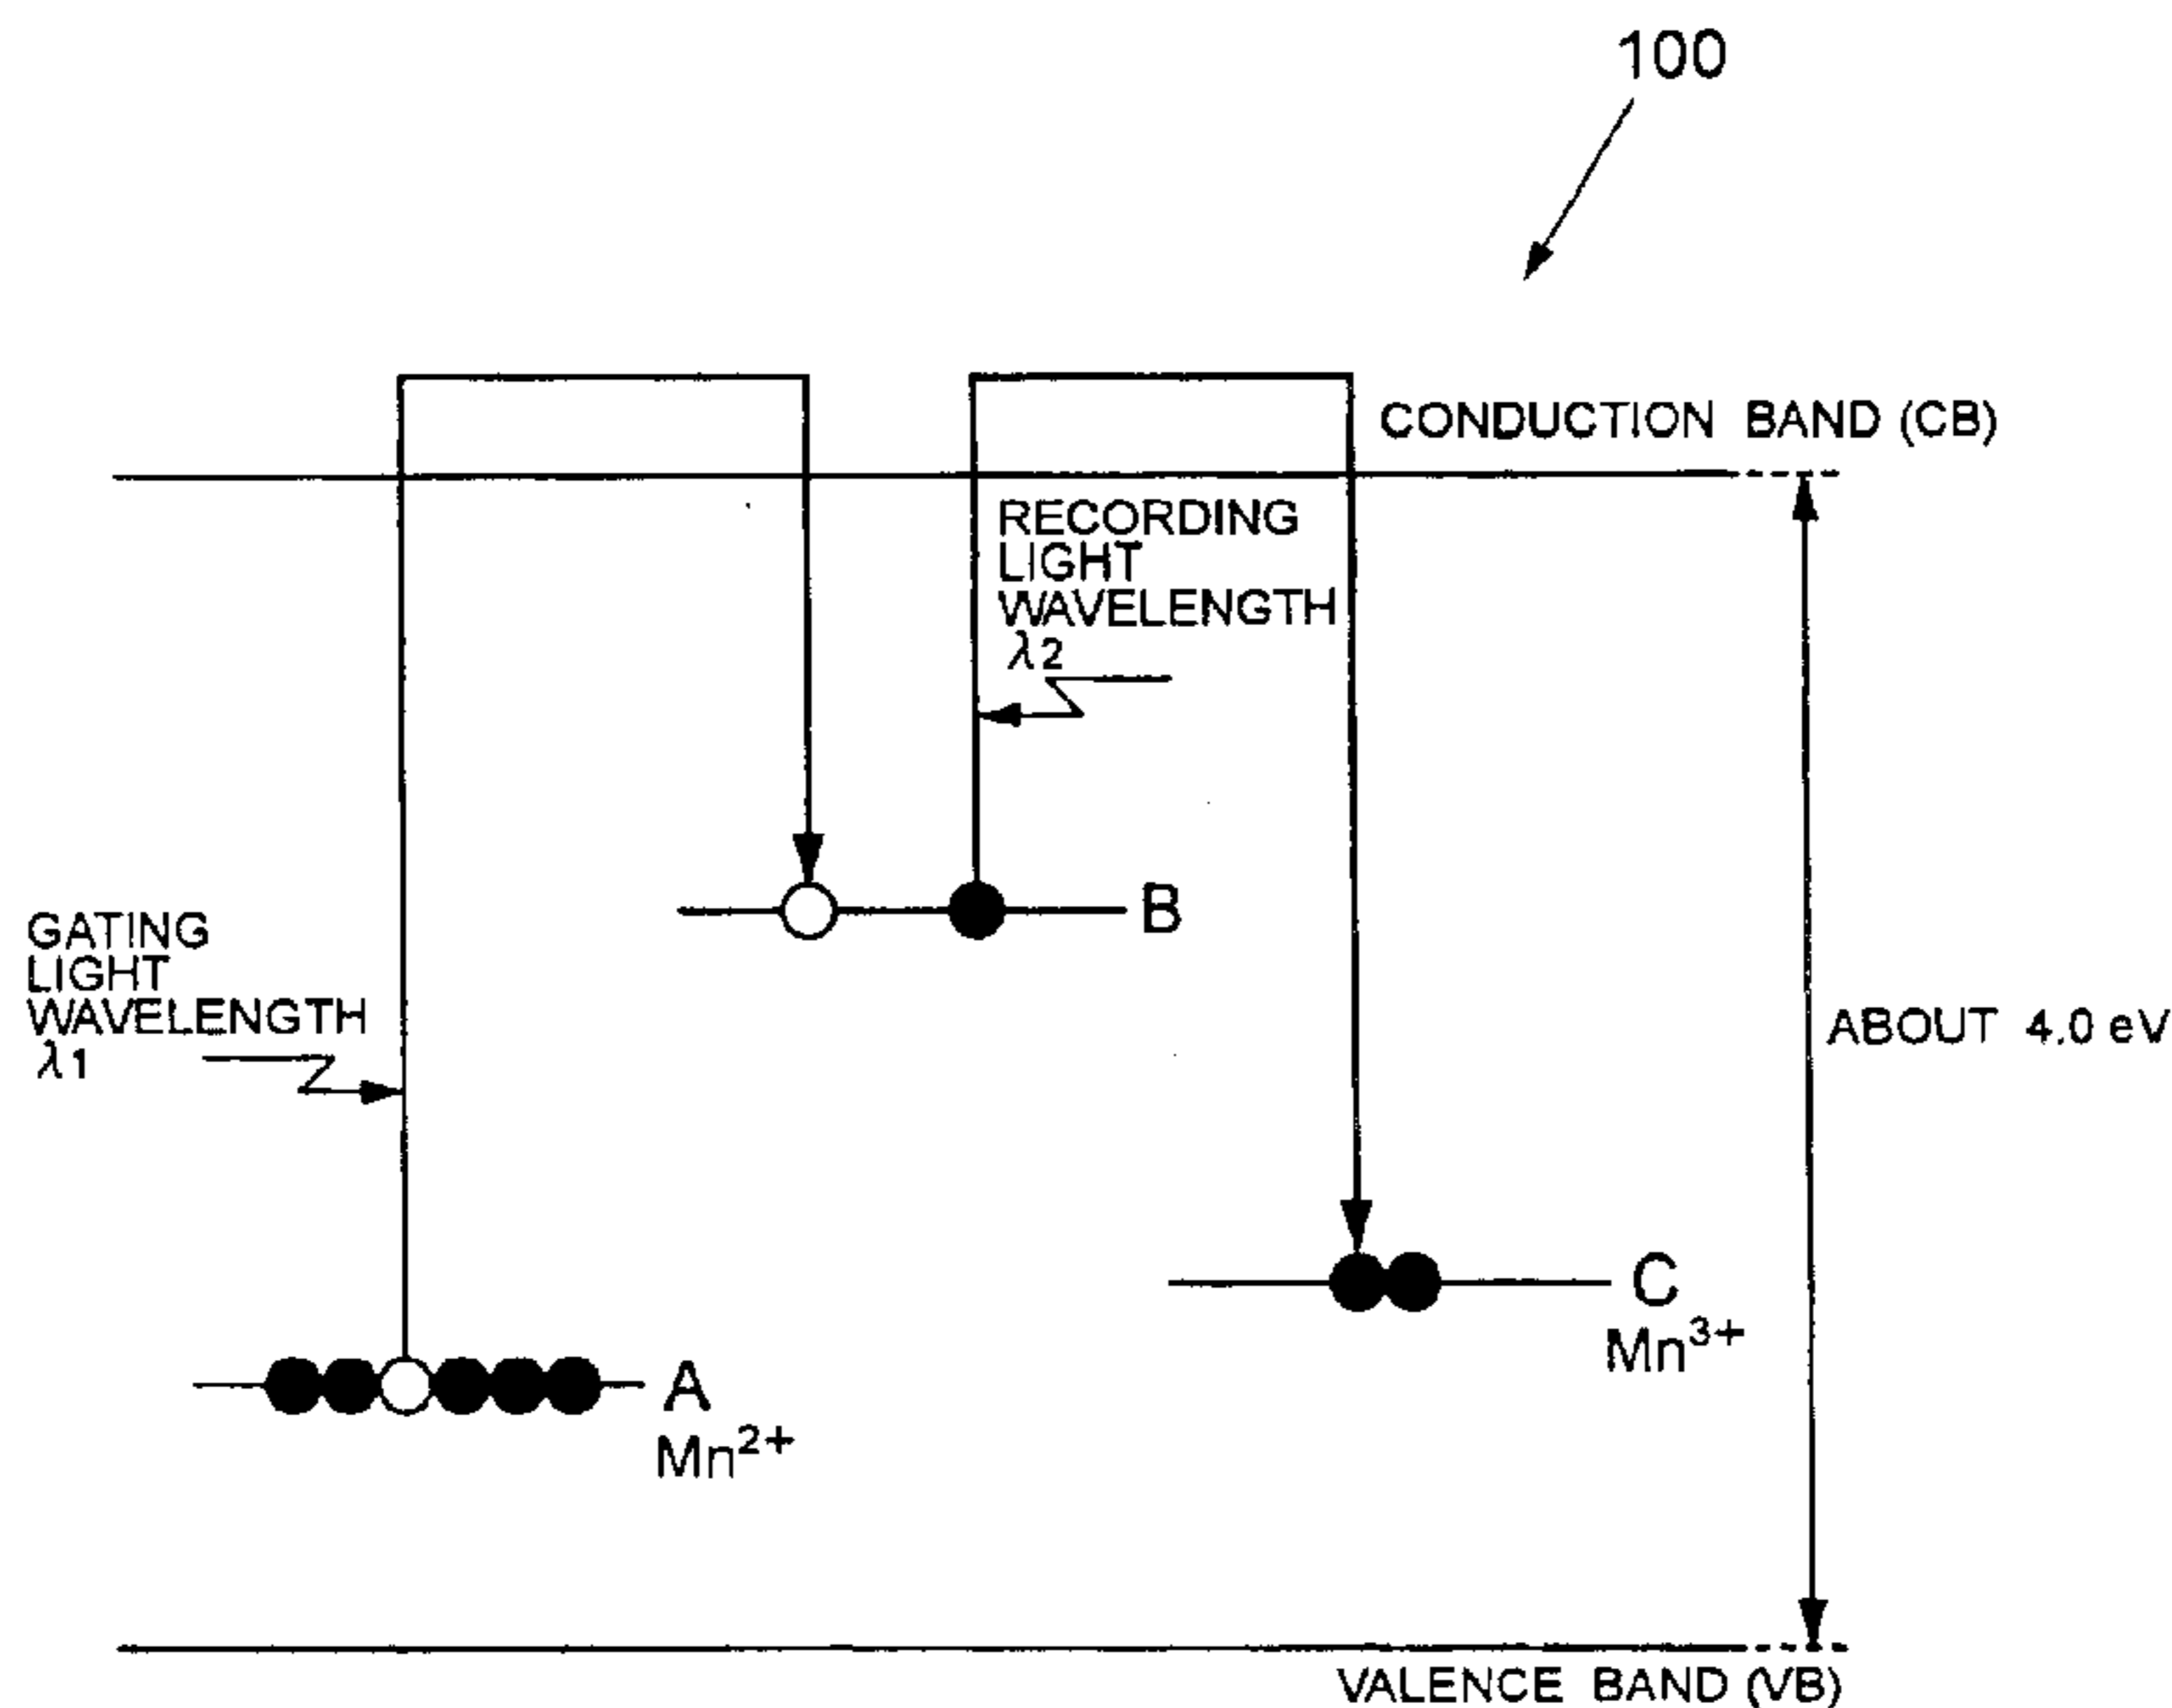 100
CONDUCTION BAND (CB)
RECORDING
LIGHT
WAVELENGTH
λ2
B
GATING
LIGHT
WAVELENGTH
λ1
ABOUT 4.0 eV
C
Mn³⁺
A
Mn²⁺
VALENCE BAND (VB)